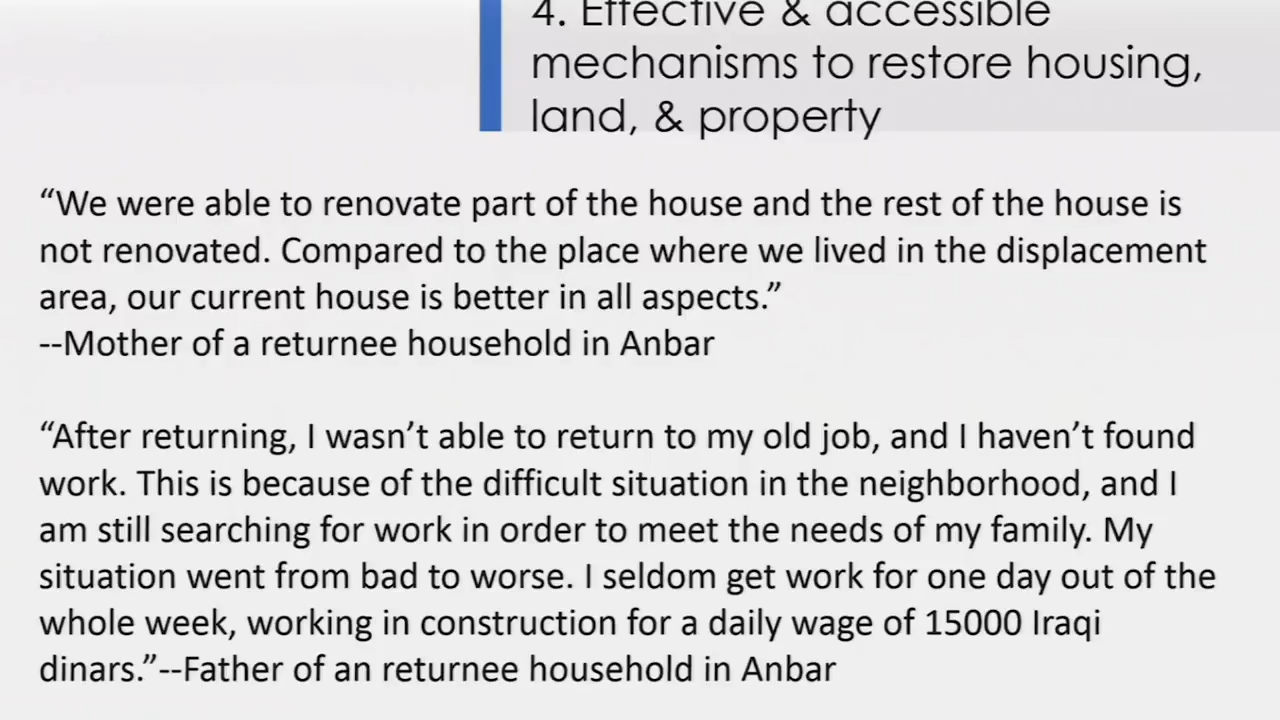 4. Effective & accessible
mechanisms to restore housing,
land, & property
“We were able to renovate part of the house and the rest of the house is
not renovated. Compared to the place where we lived in the displacement
area, our current house is better in all aspects.”
--Mother of a returnee household in Anbar
“After returning, I wasn’t able to return to my old job, and I haven’t found
work. This is because of the difficult situation in the neighborhood, and I
am still searching for work in order to meet the needs of my family. My
situation went from bad to worse. I seldom get work for one day out of the
whole week, working in construction for a daily wage of 15000 Iraqi
dinars.”--Father of an returnee household in Anbar